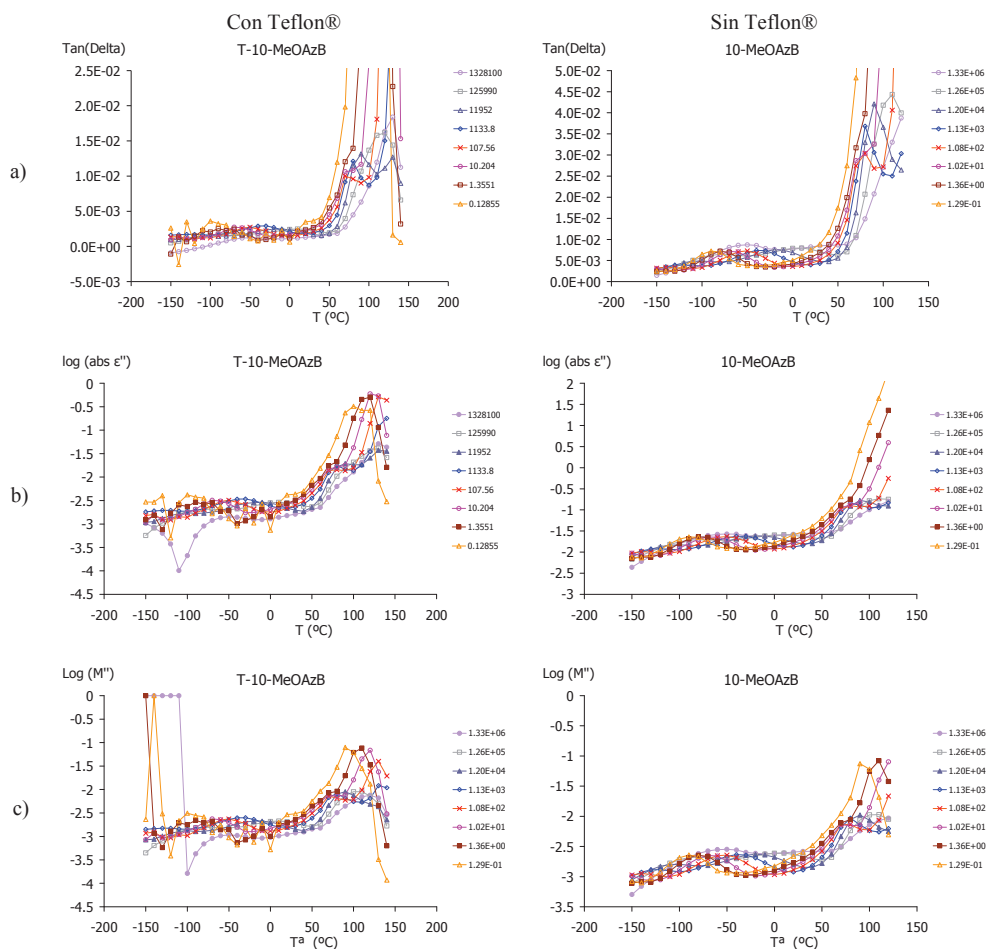 Con Teflon®
Sin Teflon®
a)
Tan(Delta)
T-10-MeOAzB
2.5E-02
2.0E-02
1.5E-02
1.0E-02
5.0E-03
0.0E+00
-5.0E-03
-200 -150 -100 -50 0 50 100 150 200
T (ºC)
1328100
125990
11952
1133.8
107.56
10.204
1.3551
0.12855
Tan(Delta)
10-MeOAzB
5.0E-02
4.5E-02
4.0E-02
3.5E-02
3.0E-02
2.5E-02
2.0E-02
1.5E-02
1.0E-02
5.0E-03
0.0E+00
-200 -150 -100 -50 0 50 100 150
T (ºC)
1.33E+06
1.26E+05
1.20E+04
1.13E+03
1.08E+02
1.02E+01
1.36E+00
1.29E-01
b)
log (abs ε")
T-10-MeOAzB
0
-0.5
-1
-1.5
-2
-2.5
-3
-3.5
-4
-4.5
-200 -150 -100 -50 0 50 100 150 200
T (ºC)
1328100
125990
11952
1133.8
107.56
10.204
1.3551
0.12855
log (abs ε")
10-MeOAzB
2
1.5
1
0.5
0
-0.5
-1
-1.5
-2
-2.5
-3
-200 -150 -100 -50 0 50 100 150
T (ºC)
1.33E+06
1.26E+05
1.20E+04
1.13E+03
1.08E+02
1.02E+01
1.36E+00
1.29E-01
c)
Log (M")
T-10-MeOAzB
0
-0.5
-1
-1.5
-2
-2.5
-3
-3.5
-4
-4.5
-200 -150 -100 -50 0 50 100 150 200
Tª (ºC)
1.33E+06
1.26E+05
1.20E+04
1.13E+03
1.08E+02
1.02E+01
1.36E+00
1.29E-01
Log (M")
10-MeOAzB
0
-0.5
-1
-1.5
-2
-2.5
-3
-3.5
-200 -150 -100 -50 0 50 100 150
Tª (ºC)
1.33E+06
1.26E+05
1.20E+04
1.13E+03
1.08E+02
1.02E+01
1.36E+00
1.29E-01